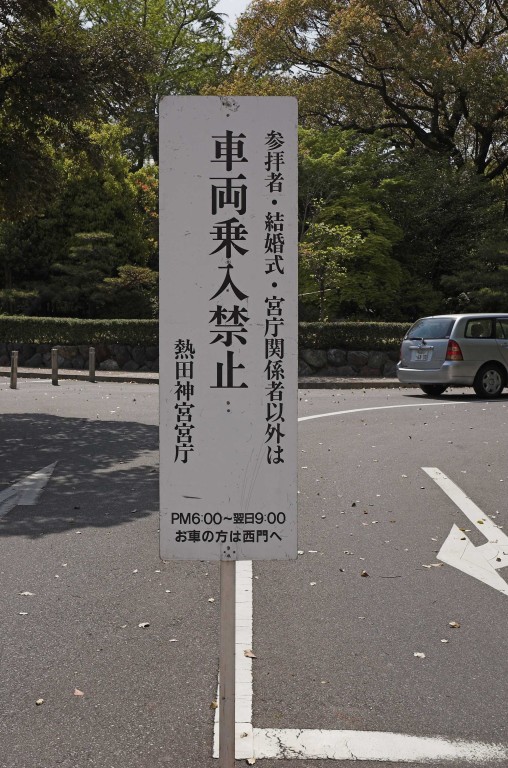 参拝者・結婚式・宮庁関係者以外は
車両乗入禁止
熱田神宮宮庁
PM6:00〜翌日9:00
お車の方は西門へ